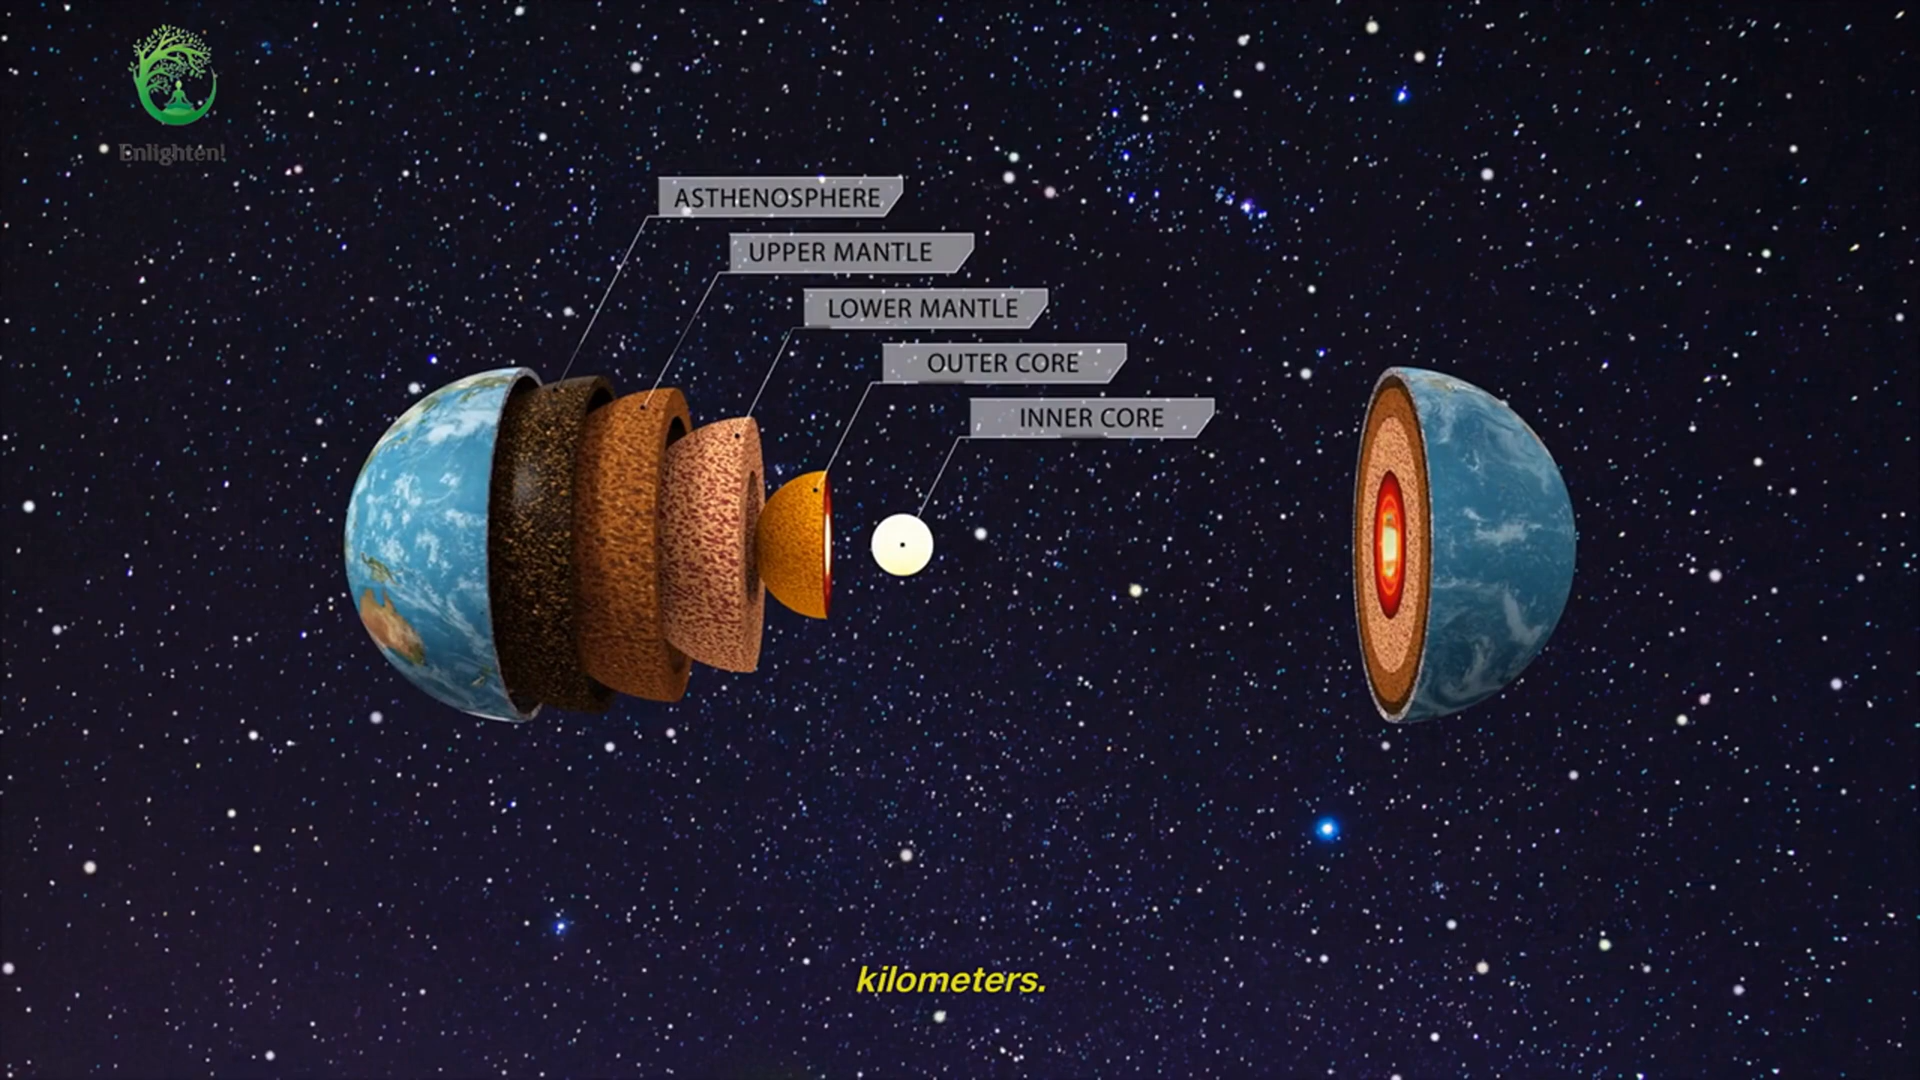 Enlighten!
ASTHENOSPHERE
UPPER MANTLE
LOWER MANTLE
OUTER CORE
INNER CORE
kilometers.